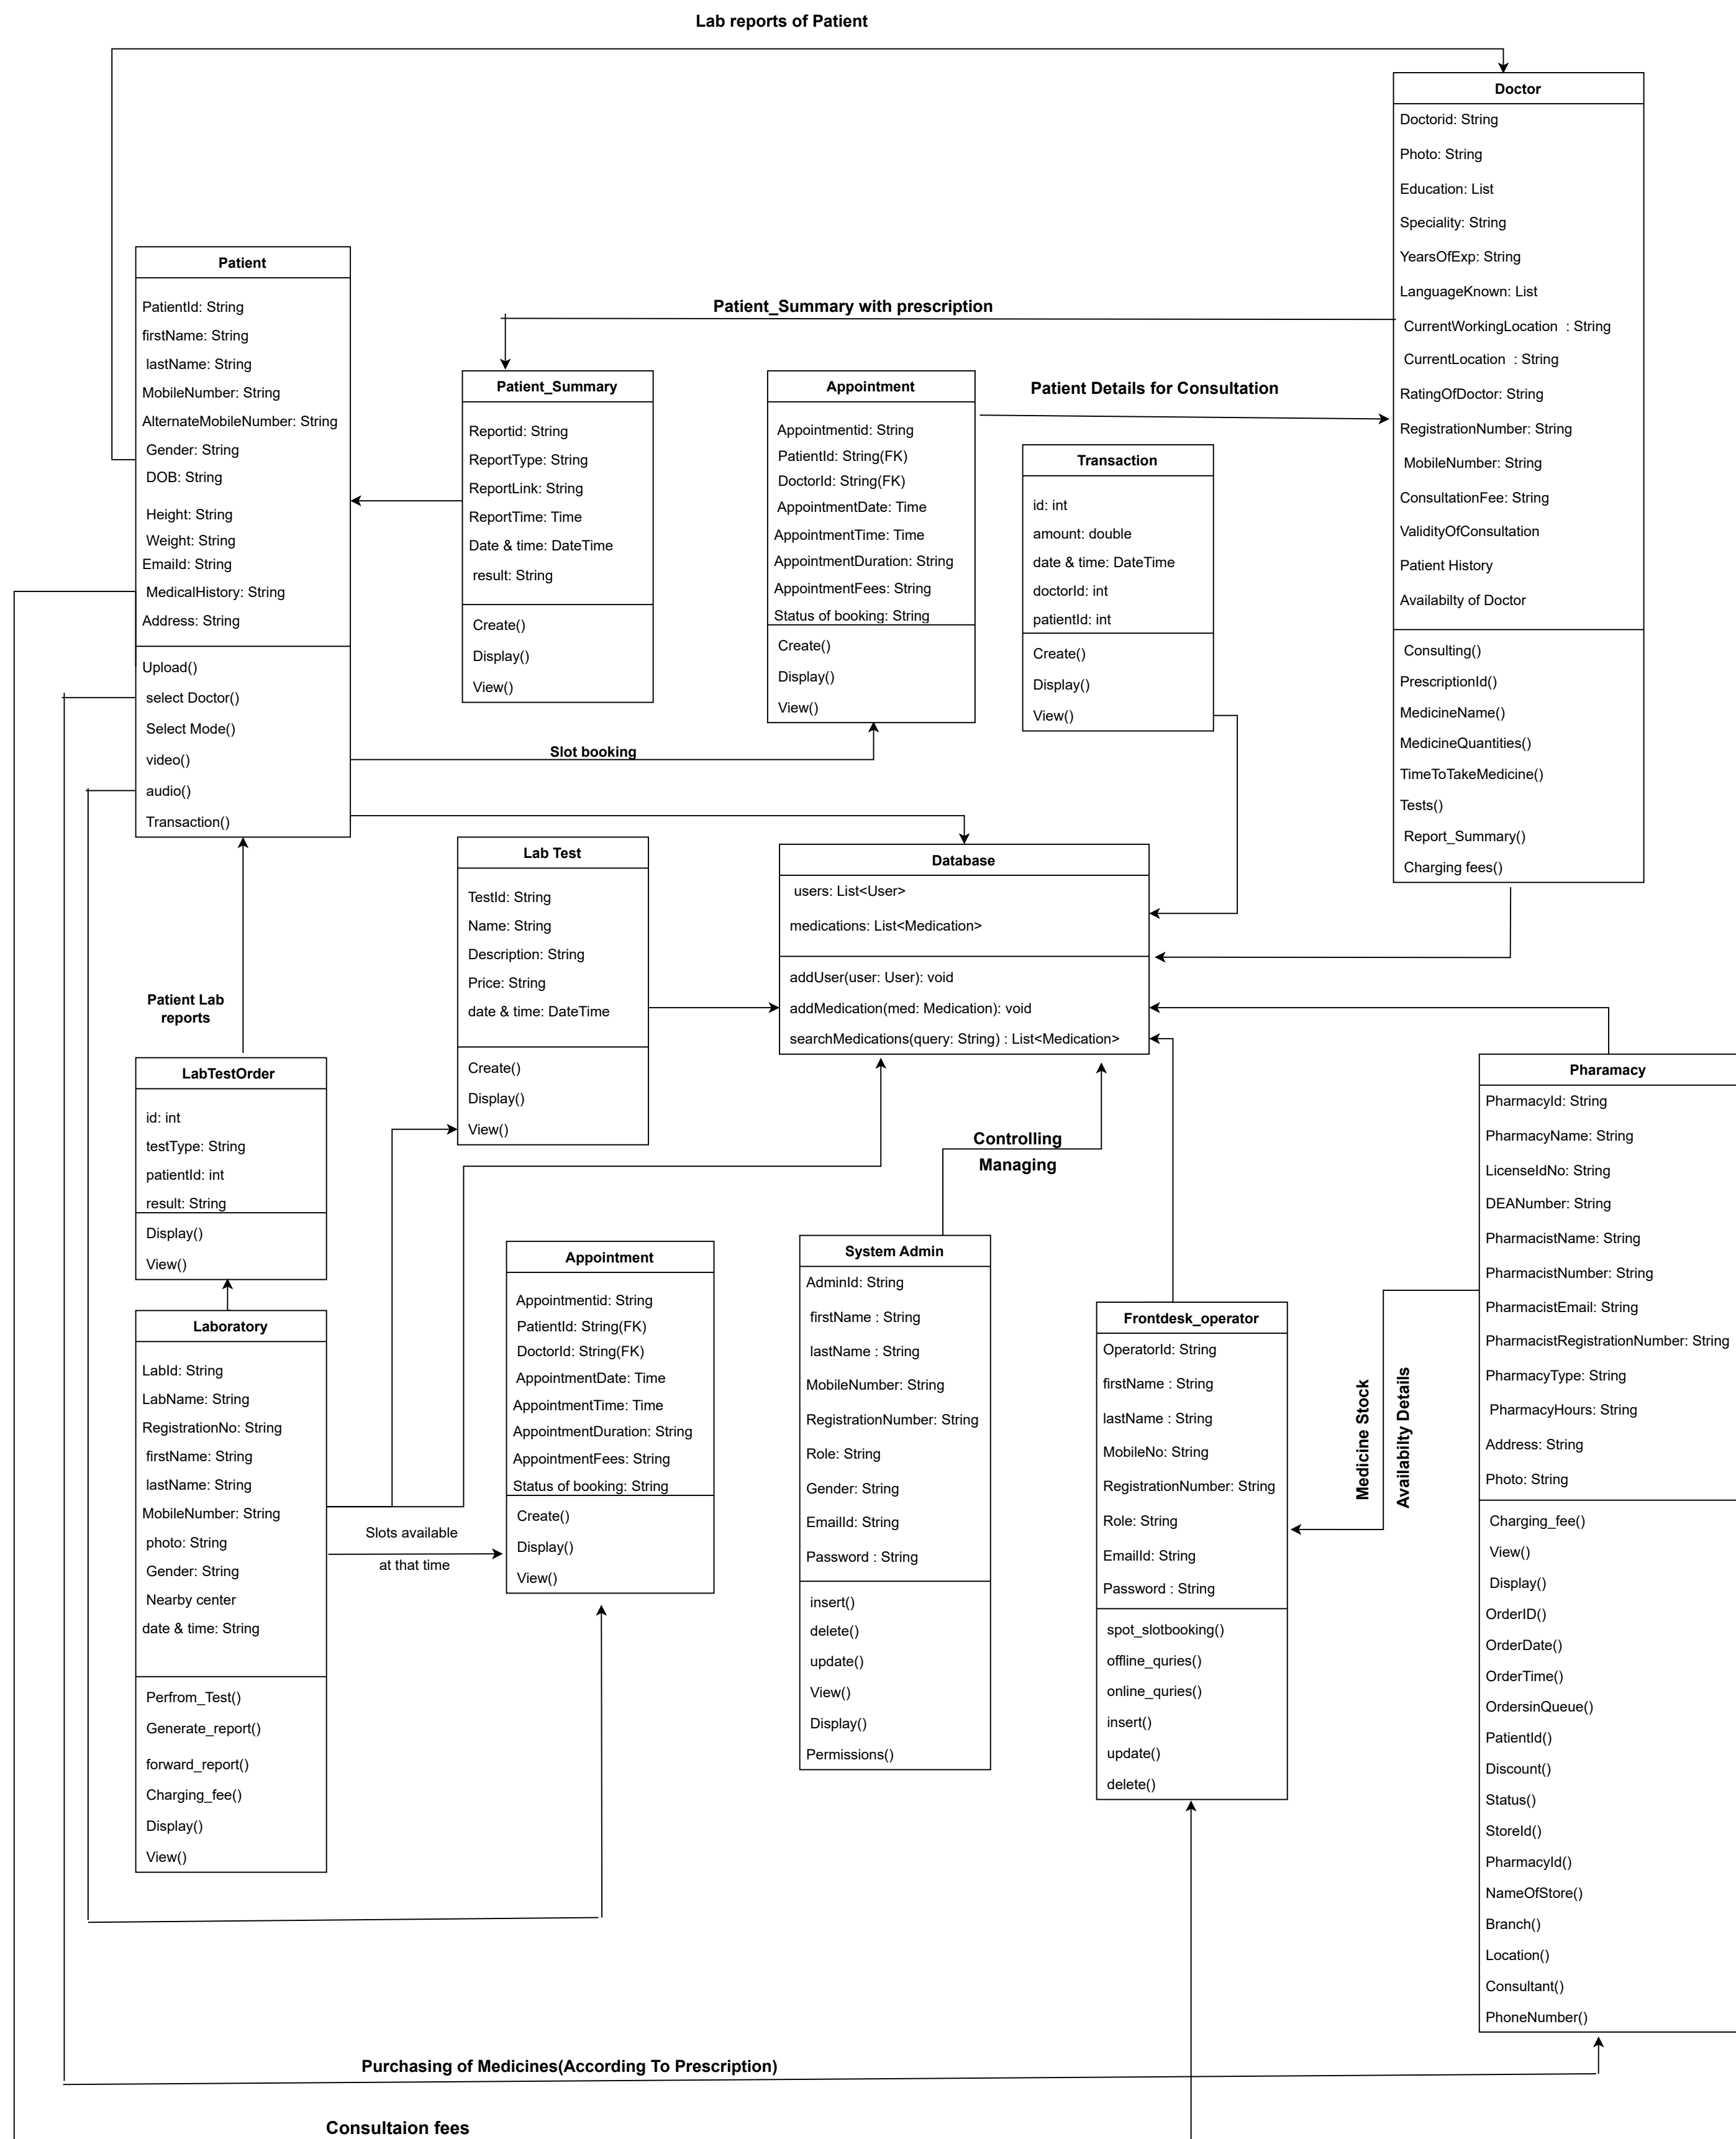 Lab reports of Patient
Doctor
Doctorid: String
Photo: String
Education: List
Speciality: String
YearsOfExp: String
LanguageKnown: List
CurrentWorkingLocation : String
CurrentLocation : String
RatingOfDoctor: String
RegistrationNumber: String
MobileNumber: String
ConsultationFee: String
ValidityOfConsultation
Patient History
Availabilty of Doctor
Consulting()
PrescriptionId()
MedicineName()
MedicineQuantities()
TimeToTakeMedicine()
Tests()
Report_Summary()
Charging fees()
Patient
PatientId: String
firstName: String
lastName: String
MobileNumber: String
AlternateMobileNumber: String
Gender: String
DOB: String
Height: String
Weight: String
EmailId: String
MedicalHistory: String
Address: String
Upload()
select Doctor()
Select Mode()
video()
audio()
Transaction()
Patient_Summary with prescription
Patient_Summary
Reportid: String
ReportType: String
ReportLink: String
ReportTime: Time
Date & time: DateTime
result: String
Create()
Display()
View()
Appointment
Appointmentid: String
PatientId: String(FK)
DoctorId: String(FK)
AppointmentDate: Time
AppointmentTime: Time
AppointmentDuration: String
AppointmentFees: String
Status of booking: String
Create()
Display()
View()
Patient Details for Consultation
Transaction
id: int
amount: double
date & time: DateTime
doctorId: int
patientId: int
Create()
Display()
View()
Slot booking
Lab Test
TestId: String
Name: String
Description: String
Price: String
date & time: DateTime
Create()
Display()
View()
Database
users: List<User>
medications: List<Medication>
addUser(user: User): void
addMedication(med: Medication): void
searchMedications(query: String) : List<Medication>
Patient Lab
reports
LabTestOrder
id: int
testType: String
patientId: int
result: String
Display()
View()
Controlling
Managing
Laboratory
LabId: String
LabName: String
RegistrationNo: String
firstName: String
lastName: String
MobileNumber: String
photo: String
Gender: String
Nearby center
date & time: String
Perfrom_Test()
Generate_report()
forward_report()
Charging_fee()
Display()
View()
Slots available
at that time
Appointment
Appointmentid: String
PatientId: String(FK)
DoctorId: String(FK)
AppointmentDate: Time
AppointmentTime: Time
AppointmentDuration: String
AppointmentFees: String
Status of booking: String
Create()
Display()
View()
System Admin
AdminId: String
firstName : String
lastName : String
MobileNumber: String
RegistrationNumber: String
Role: String
Gender: String
EmailId: String
Password : String
insert()
delete()
update()
View()
Display()
Permissions()
Frontdesk_operator
OperatorId: String
firstName : String
lastName : String
MobileNo: String
RegistrationNumber: String
Role: String
EmailId: String
Password : String
spot_slotbooking()
offline_quries()
online_quries()
insert()
update()
delete()
Medicine Stock
Availabilty Details
Pharamacy
PharmacyId: String
PharmacyName: String
LicenseIdNo: String
DEANumber: String
PharmacistName: String
PharmacistNumber: String
PharmacistEmail: String
PharmacistRegistrationNumber: String
PharmacyType: String
PharmacyHours: String
Address: String
Photo: String
Charging_fee()
View()
Display()
OrderID()
OrderDate()
OrderTime()
OrdersinQueue()
PatientId()
Discount()
Status()
StoreId()
PharmacyId()
NameOfStore()
Branch()
Location()
Consultant()
PhoneNumber()
Purchasing of Medicines(According To Prescription)
Consultaion fees